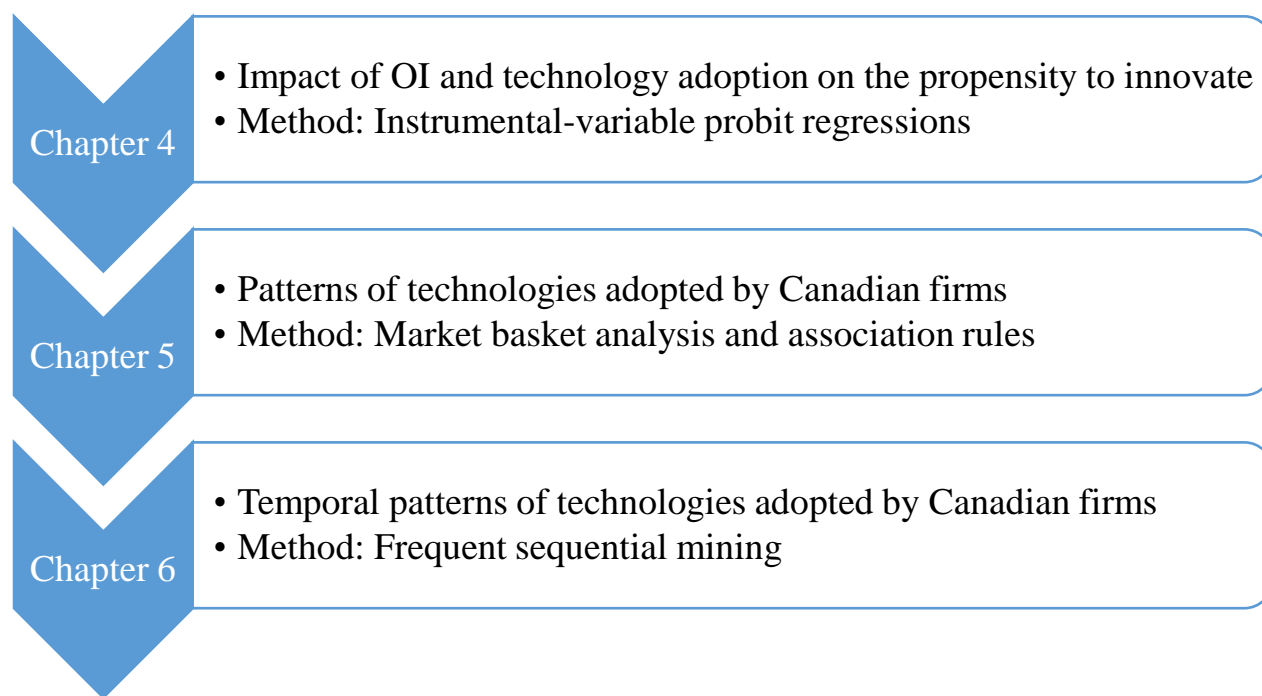 Chapter 4
• Impact of OI and technology adoption on the propensity to innovate
• Method: Instrumental-variable probit regressions
Chapter 5
• Patterns of technologies adopted by Canadian firms
• Method: Market basket analysis and association rules
Chapter 6
• Temporal patterns of technologies adopted by Canadian firms
• Method: Frequent sequential mining